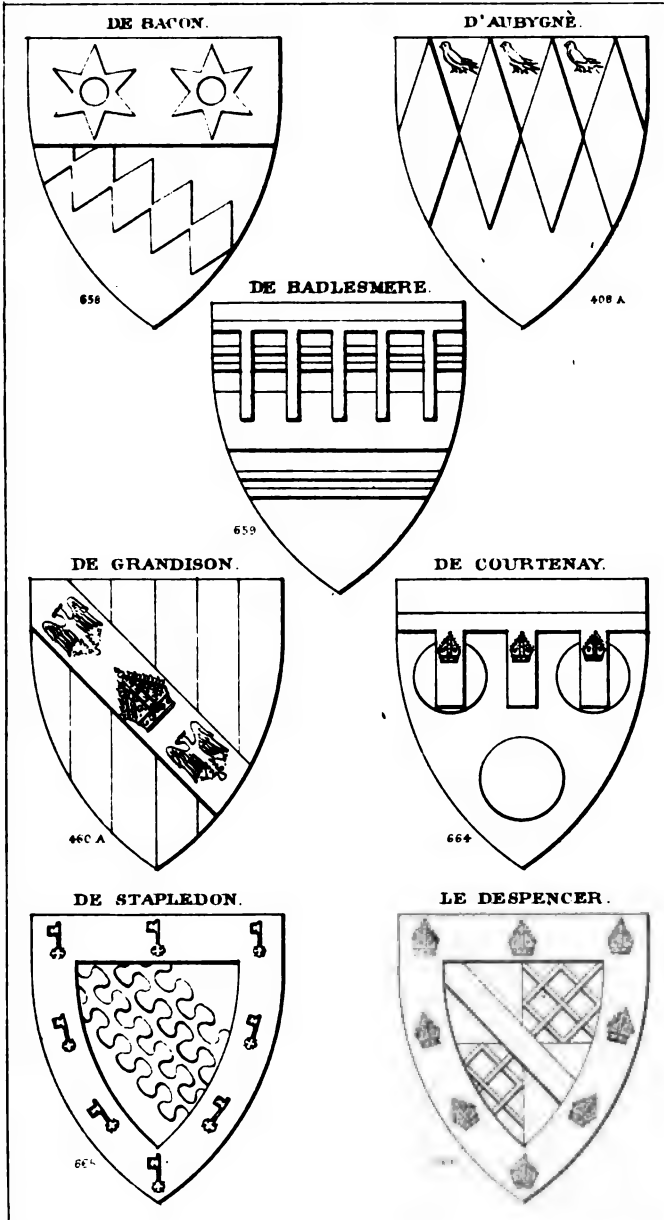 DE BACON.
D'AUBYGNÈ.
658
408 A
DE BADLESMERE.
659
DE GRANDISON.
DE COURTENAY.
460 A
664
DE STAPLEDON.
LE DESPENCER.